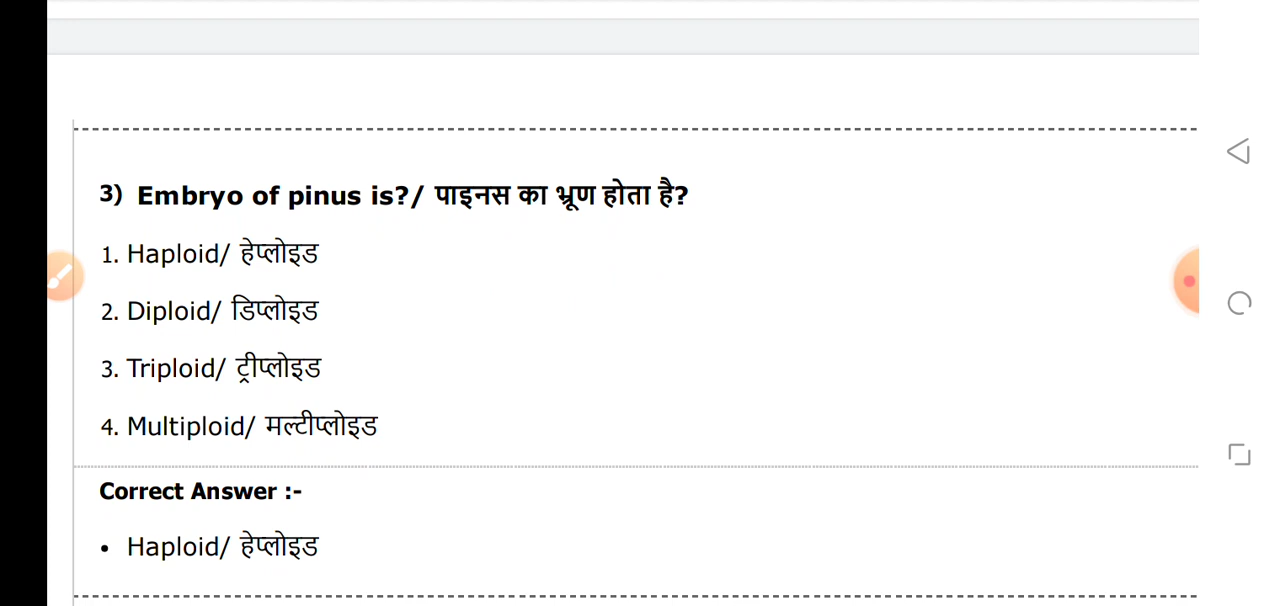 3) Embryo of pinus is?/ पाइनस का भ्रूण होता है?
1. Haploid/ हेप्लोइड
2. Diploid/ डिप्लोइड
3. Triploid/ ट्रीप्लोइड
4. Multiploid/ मल्टीप्लोइड
Correct Answer :-
• Haploid/ हेप्लोइड